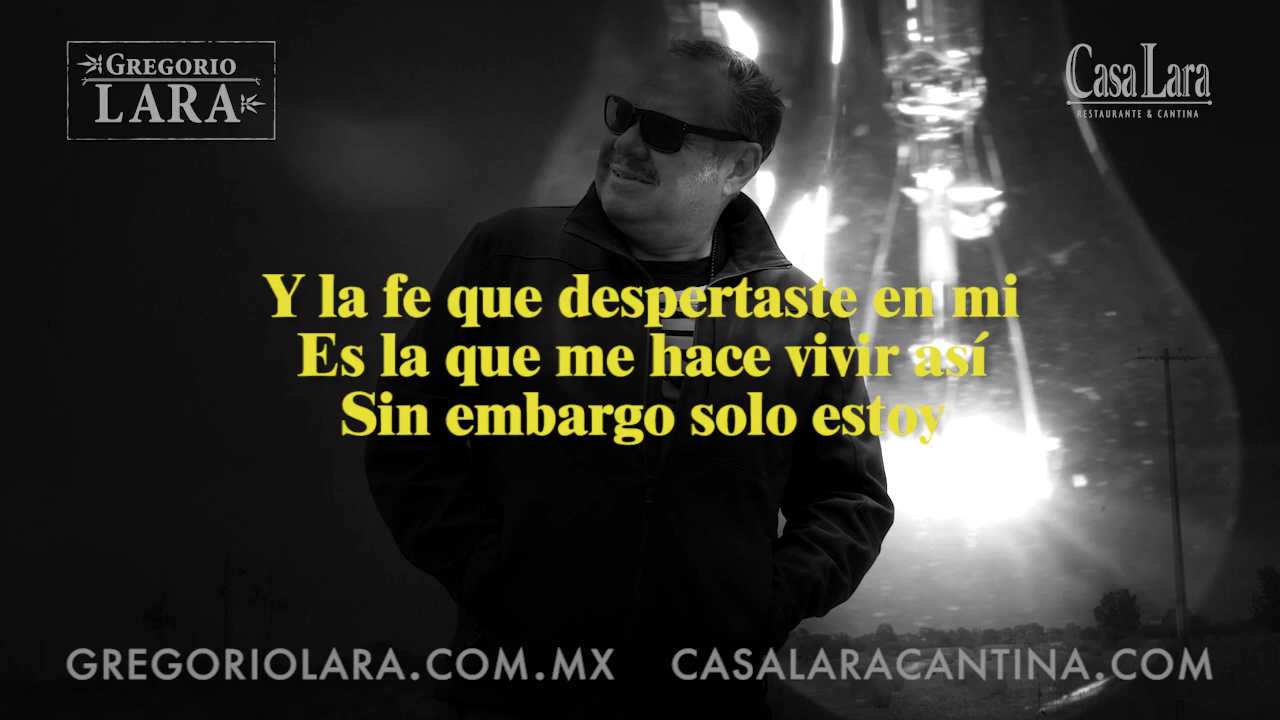 GREGORIO
LARA
Casa Lara
RESTAURANTE & CANTINA
Y la fe que despertaste en mi
Es la que me hace vivir así
Sin embargo solo estoy
GREGORIOLARA.COM.MX
CASALARACANTINA.COM